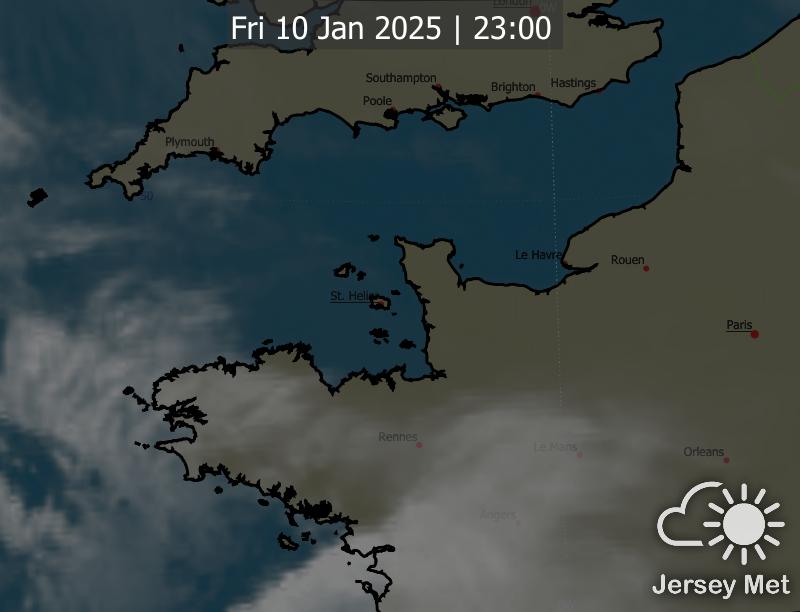 London
Fri 10 Jan 2025 | 23:00
Southampton
Brighton
Hastings
Poole
Plymouth
50
Le Havre
Rouen
St. Helier
Paris
Rennes
Le Mans
Orleans
Angers
Jersey Met